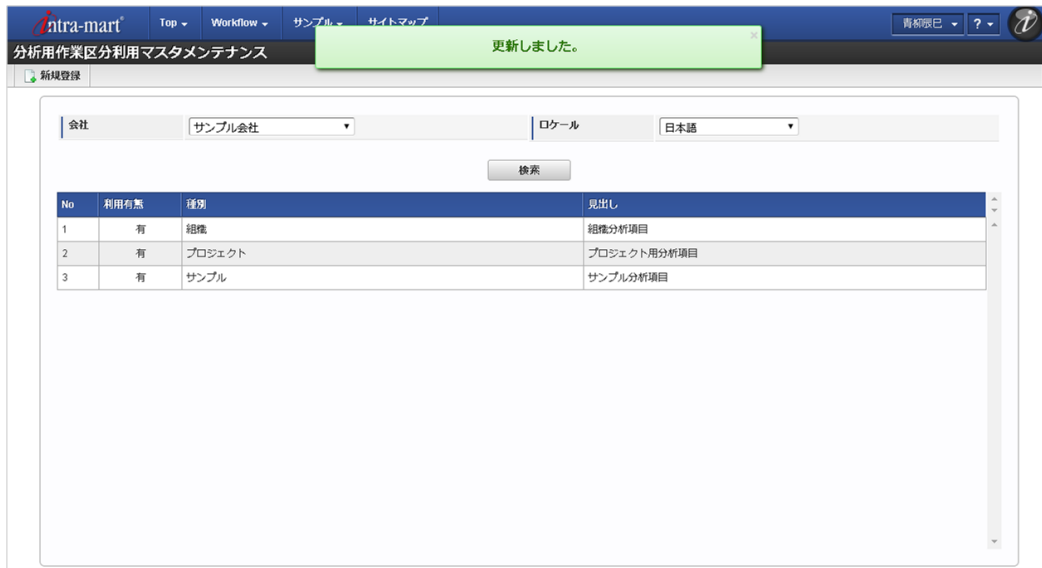 intra-mart
Top Workflow サンプル サイトマップ
青柳辰巳 ?
更新しました。
×
分析用作業区分利用マスタメンテナンス
新規登録
会社 サンプル会社 ロケール 日本語
検索
No 利用有無 種別 見出し
1 有 組織 組織分析項目
2 有 プロジェクト プロジェクト用分析項目
3 有 サンプル サンプル分析項目